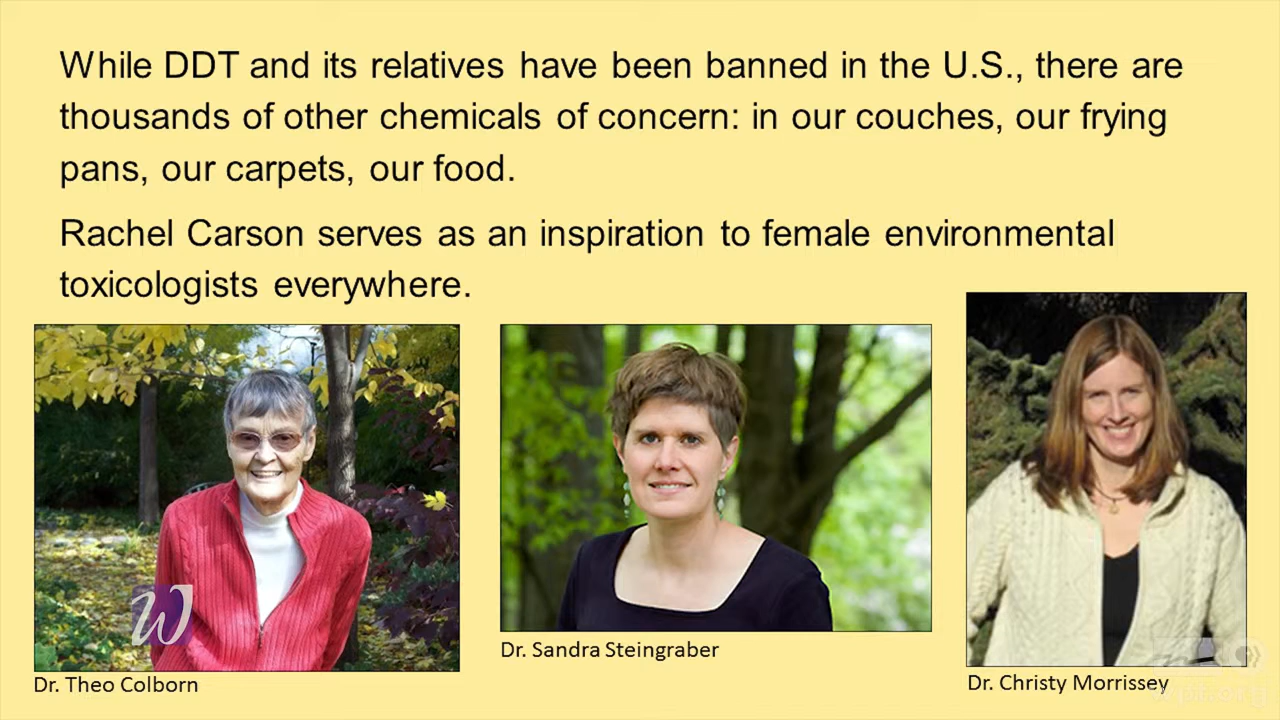 While DDT and its relatives have been banned in the U.S., there are
thousands of other chemicals of concern: in our couches, our frying
pans, our carpets, our food.
Rachel Carson serves as an inspiration to female environmental
toxicologists everywhere.
W
Dr. Sandra Steingraber
Dr. Theo Colborn
Dr. Christy Morrissey
wpt.org